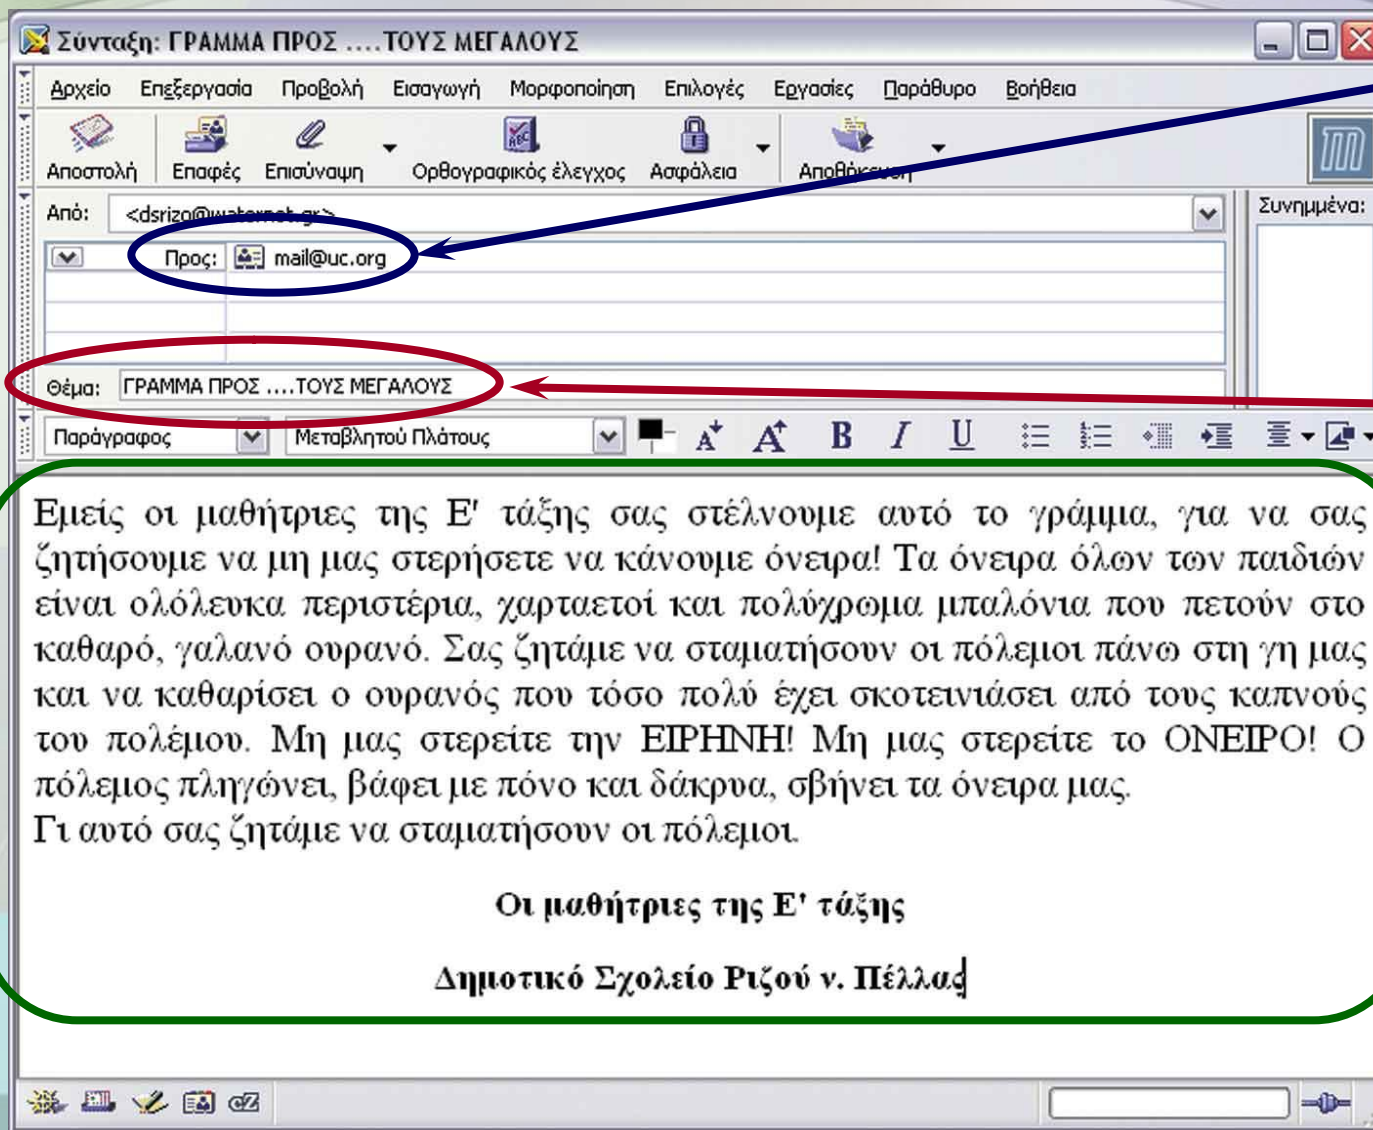 Σύνταξη: ΓΡΑΜΜΑ ΠΡΟΣ ....ΤΟΥΣ ΜΕΓΑΛΟΥΣ
Αρχείο Επεξεργασία Προβολή Εισαγωγή Μορφοποίηση Επιλογές Εργασίες Παράθυρο Βοήθεια
Αποστολή Επαφές Επισύναψη Ορθογραφικός έλεγχος Ασφάλεια Αποθήκευση
Από: <dsrizo@waternet.gr> Συνημμένα:
Προς: mail@uc.org
Θέμα: ΓΡΑΜΜΑ ΠΡΟΣ ....ΤΟΥΣ ΜΕΓΑΛΟΥΣ
Παράγραφος Μεταβλητού Πλάτους A A B I U
Εμείς οι μαθήτριες της Ε' τάξης σας στέλνουμε αυτό το γράμμα, για να σας
ζητήσουμε να μη μας στερήσετε να κάνουμε όνειρα! Τα όνειρα όλων των παιδιών
είναι ολόλευκα περιστέρια, χαρταετοί και πολύχρωμα μπαλόνια που πετούν στο
καθαρό, γαλανό ουρανό. Σας ζητάμε να σταματήσουν οι πόλεμοι πάνω στη γη μας
και να καθαρίσει ο ουρανός που τόσο πολύ έχει σκοτεινιάσει από τους καπνούς
του πολέμου. Μη μας στερείτε την ΕΙΡΗΝΗ! Μη μας στερείτε το ΟΝΕΙΡΟ! Ο
πόλεμος πληγώνει, βάφει με πόνο και δάκρυα, σβήνει τα όνειρα μας.
Γι αυτό σας ζητάμε να σταματήσουν οι πόλεμοι.
Οι μαθήτριες της Ε' τάξης
Δημοτικό Σχολείο Ριζού ν. Πέλλας